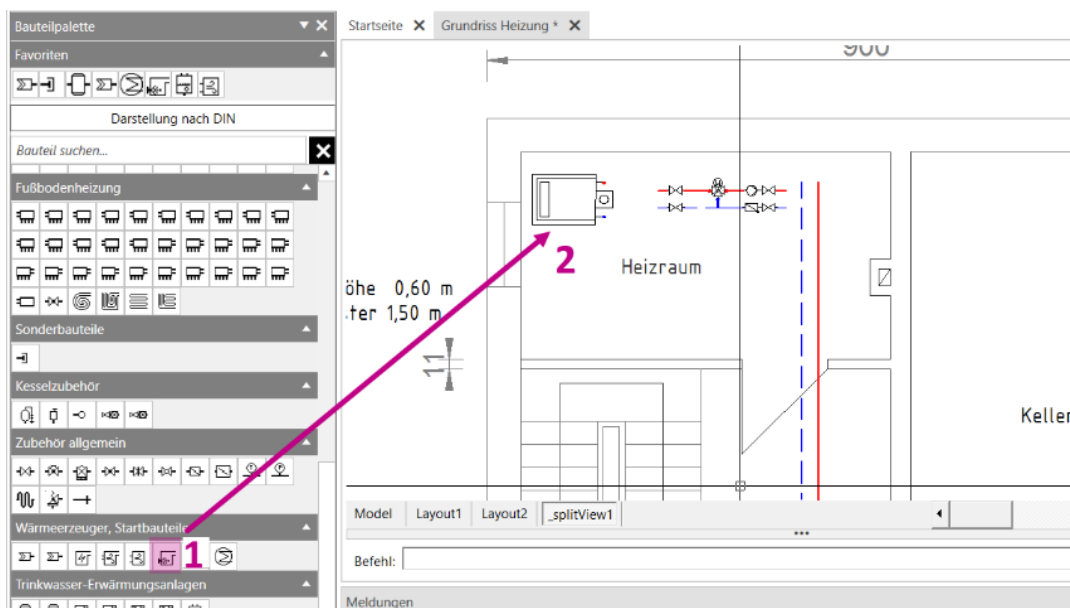 Bauteilpalette
Favoriten
Darstellung nach DIN
Bauteil suchen...
Fußbodenheizung
Sonderbauteile
Kesselzubehör
Zubehör allgemein
Wärmeerzeuger, Startbauteile
1
Trinkwasser-Erwärmungsanlagen
Startseite
Grundriss Heizung *
900
2
Heizraum
öhe 0,60 m
ter 1,50 m
11
Keller
Model Layout1 Layout2 _splitView1
Befehl:
Meldungen